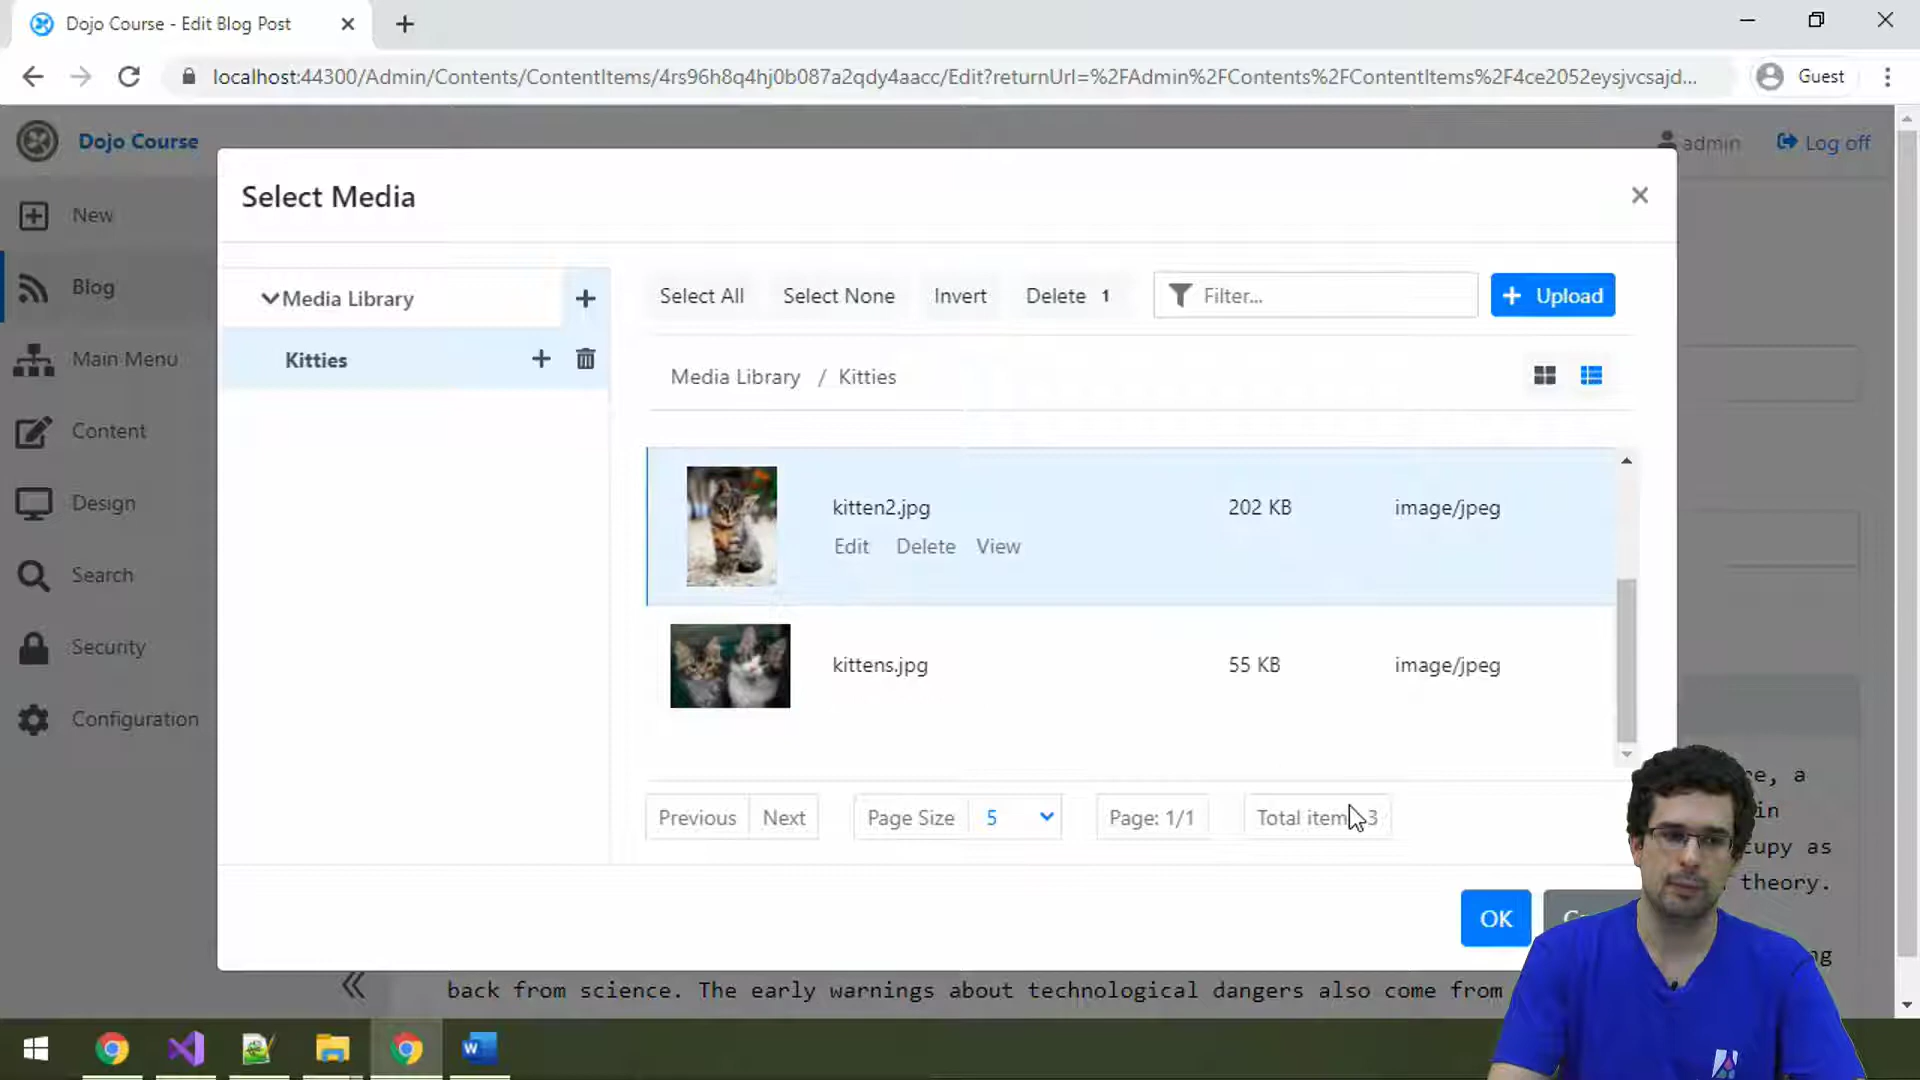 Dojo Course - Edit Blog Post
localhost:44300/Admin/Contents/ContentItems/4rs96h8q4hj0b087a2qdy4aacc/Edit?returnUrl=%2FAdmin%2FContents%2FContentItems%2F4ce2052eysjvcsajd...
Guest
Dojo Course
admin
Log off
Select Media
New
Blog
Main Menu
Content
Design
Search
Security
Configuration
Media Library
Kitties
Select All
Select None
Invert
Delete 1
Filter...
Upload
Media Library / Kitties
kitten2.jpg 202 KB image/jpeg
Edit Delete View
kittens.jpg 55 KB image/jpeg
Previous
Next
Page Size 5
Page: 1/1
Total item 3
OK
, a
in
as
theory.
back from science. The early warnings about technological dangers also come from